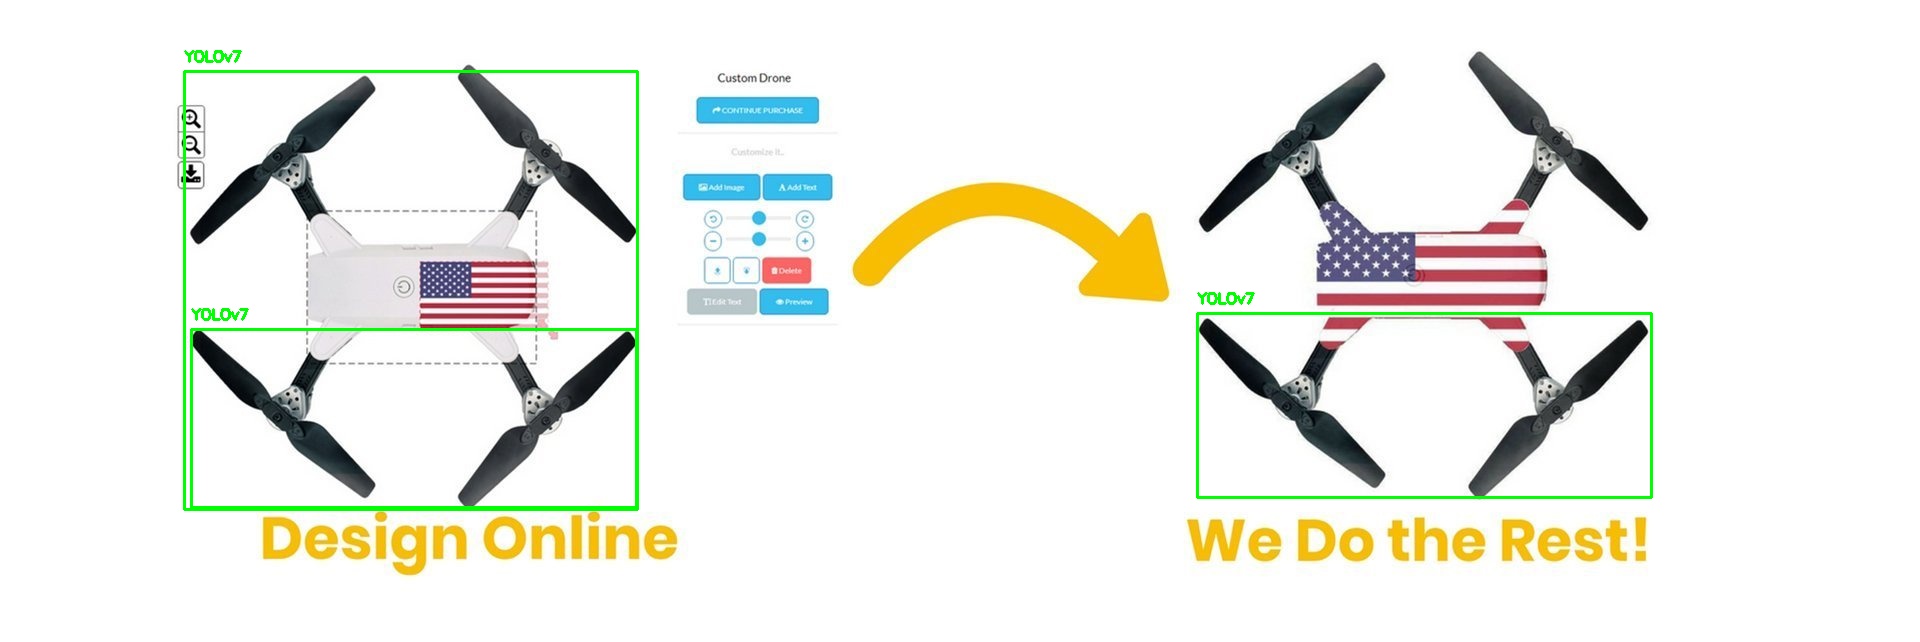 YOLOv7
Custom Drone
CONTINUE PURCHASE
Customize it..
Add Image
Add Text
Delete
Edit Text
Preview
YOLOv7
YOLOv7
Design Online
We Do the Rest!